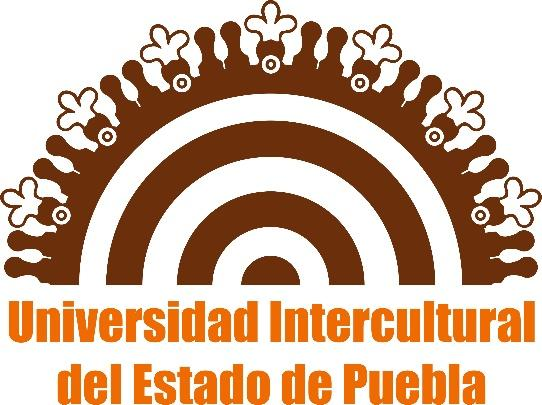 Universidad Intercultural
del Estado de Puebla